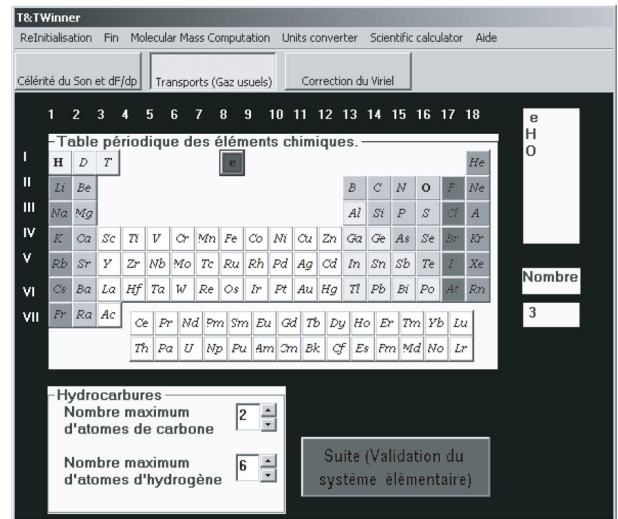 T&TWinner
ReInitialisation Fin Molecular Mass Computation Units converter Scientific calculator Aide
Célérité du Son et dF/dp Transports (Gaz usuels) Correction du Viriel
1 2 3 4 5 6 7 8 9 10 11 12 13 14 15 16 17 18
Table périodique des éléments chimiques.
I H D T e He
II Li Be B C N O F Ne
III Na Mg Al Si P S Cl A
IV K Ca Sc Ti V Cr Mn Fe Co Ni Cu Zn Ga Ge As Se Br Kr
V Rb Sr Y Zr Nb Mo Tc Ru Rh Pd Ag Cd In Sn Sb Te I Xe
VI Cs Ba La Hf Ta W Re Os Ir Pt Au Hg Tl Pb Bi Po At Rn
VII Fr Ra Ac
Ce Pr Nd Pm Sm Eu Gd Tb Dy Ho Er Tm Yb Lu
Th Pa U Np Pu Am Cm Bk Cf Es Fm Md No Lr
e
H
O
Nombre
3
Hydrocarbures
Nombre maximum
d'atomes de carbone
2
Nombre maximum
d'atomes d'hydrogène
6
Suite (Validation du
système élémentaire)